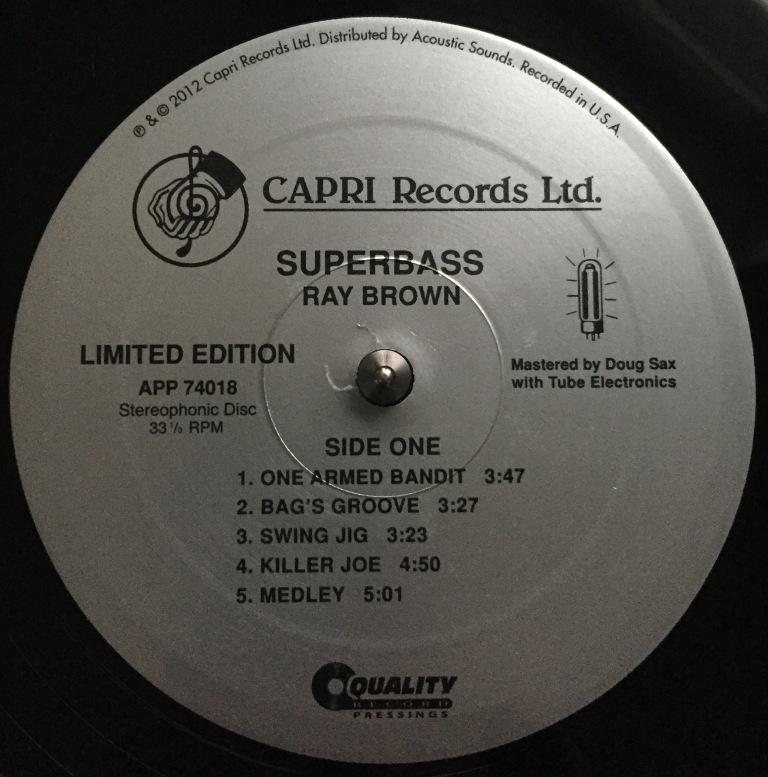 ℗ & © 2012 Capri Records Ltd. Distributed by Acoustic Sounds. Recorded in U.S.A.
CAPRI Records Ltd.
SUPERBASS
RAY BROWN
LIMITED EDITION
APP 74018
Stereophonic Disc
33 1/3 RPM
Mastered by Doug Sax
with Tube Electronics
SIDE ONE
1. ONE ARMED BANDIT 3:47
2. BAG'S GROOVE 3:27
3. SWING JIG 3:23
4. KILLER JOE 4:50
5. MEDLEY 5:01
QUALITY
RECORD
PRESSINGS